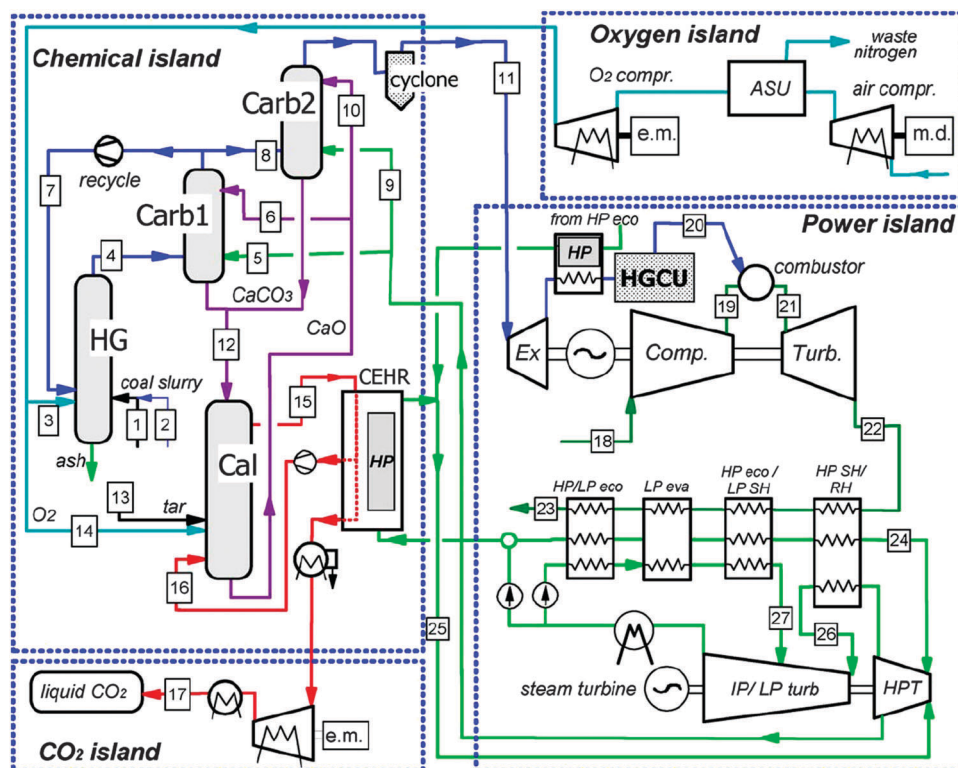 Chemical island
Carb2
cyclone
11
Oxygen island
waste
nitrogen
O2 compr.
ASU
air compr.
e.m.
m.d.
10
7
recycle
8
9
Carb1
6
4
5
CaCO3
CaO
HG
12
coal slurry
3
1
2
ash
15
CEHR
Cal
HP
13
tar
O2
14
16
from HP eco
HP
HGCU
20
Power island
combustor
19
21
Ex
Comp.
Turb.
18
22
HP/LP eco
LP eva
HP eco /
LP SH
HP SH/
RH
23
24
25
27
26
steam turbine
IP/ LP turb
HPT
liquid CO2
17
e.m.
CO2 island